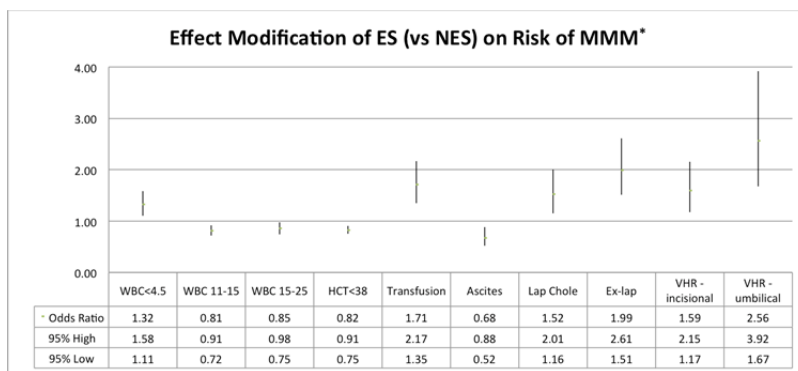 Effect Modification of ES (vs NES) on Risk of MMM*
4.00
3.00
2.00
1.00
0.00
WBC<4.5 WBC 11-15 WBC 15-25 HCT<38 Transfusion Ascites Lap Chole Ex-lap VHR - incisional VHR - umbilical
Odds Ratio 1.32 0.81 0.85 0.82 1.71 0.68 1.52 1.99 1.59 2.56
95% High 1.58 0.91 0.98 0.91 2.17 0.88 2.01 2.61 2.15 3.92
95% Low 1.11 0.72 0.75 0.75 1.35 0.52 1.16 1.51 1.17 1.67